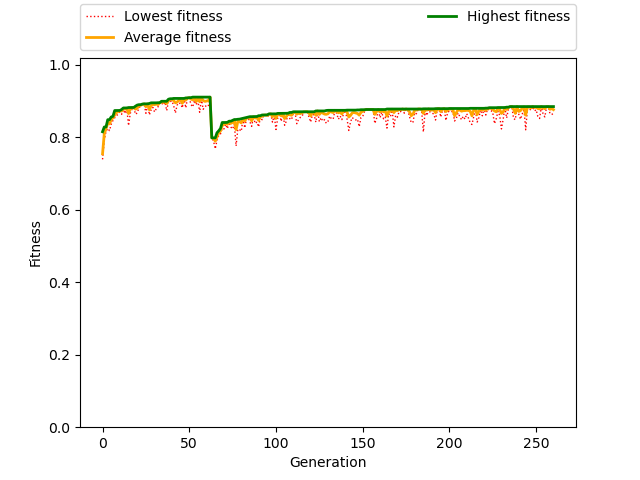 Lowest fitness
Average fitness
Highest fitness
1.0
0.8
0.6
0.4
0.2
0.0
Fitness
0 50 100 150 200 250
Generation